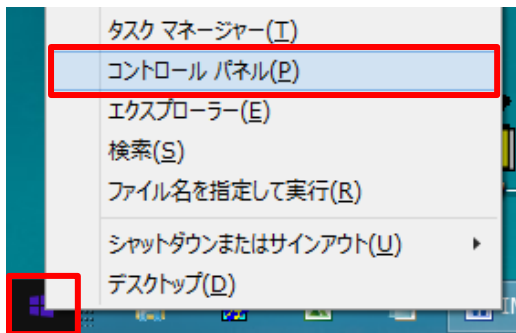 タスク マネージャー(T)
コントロール パネル(P)
エクスプローラー(E)
検索(S)
ファイル名を指定して実行(R)
シャットダウンまたはサインアウト(U)
デスクトップ(D)